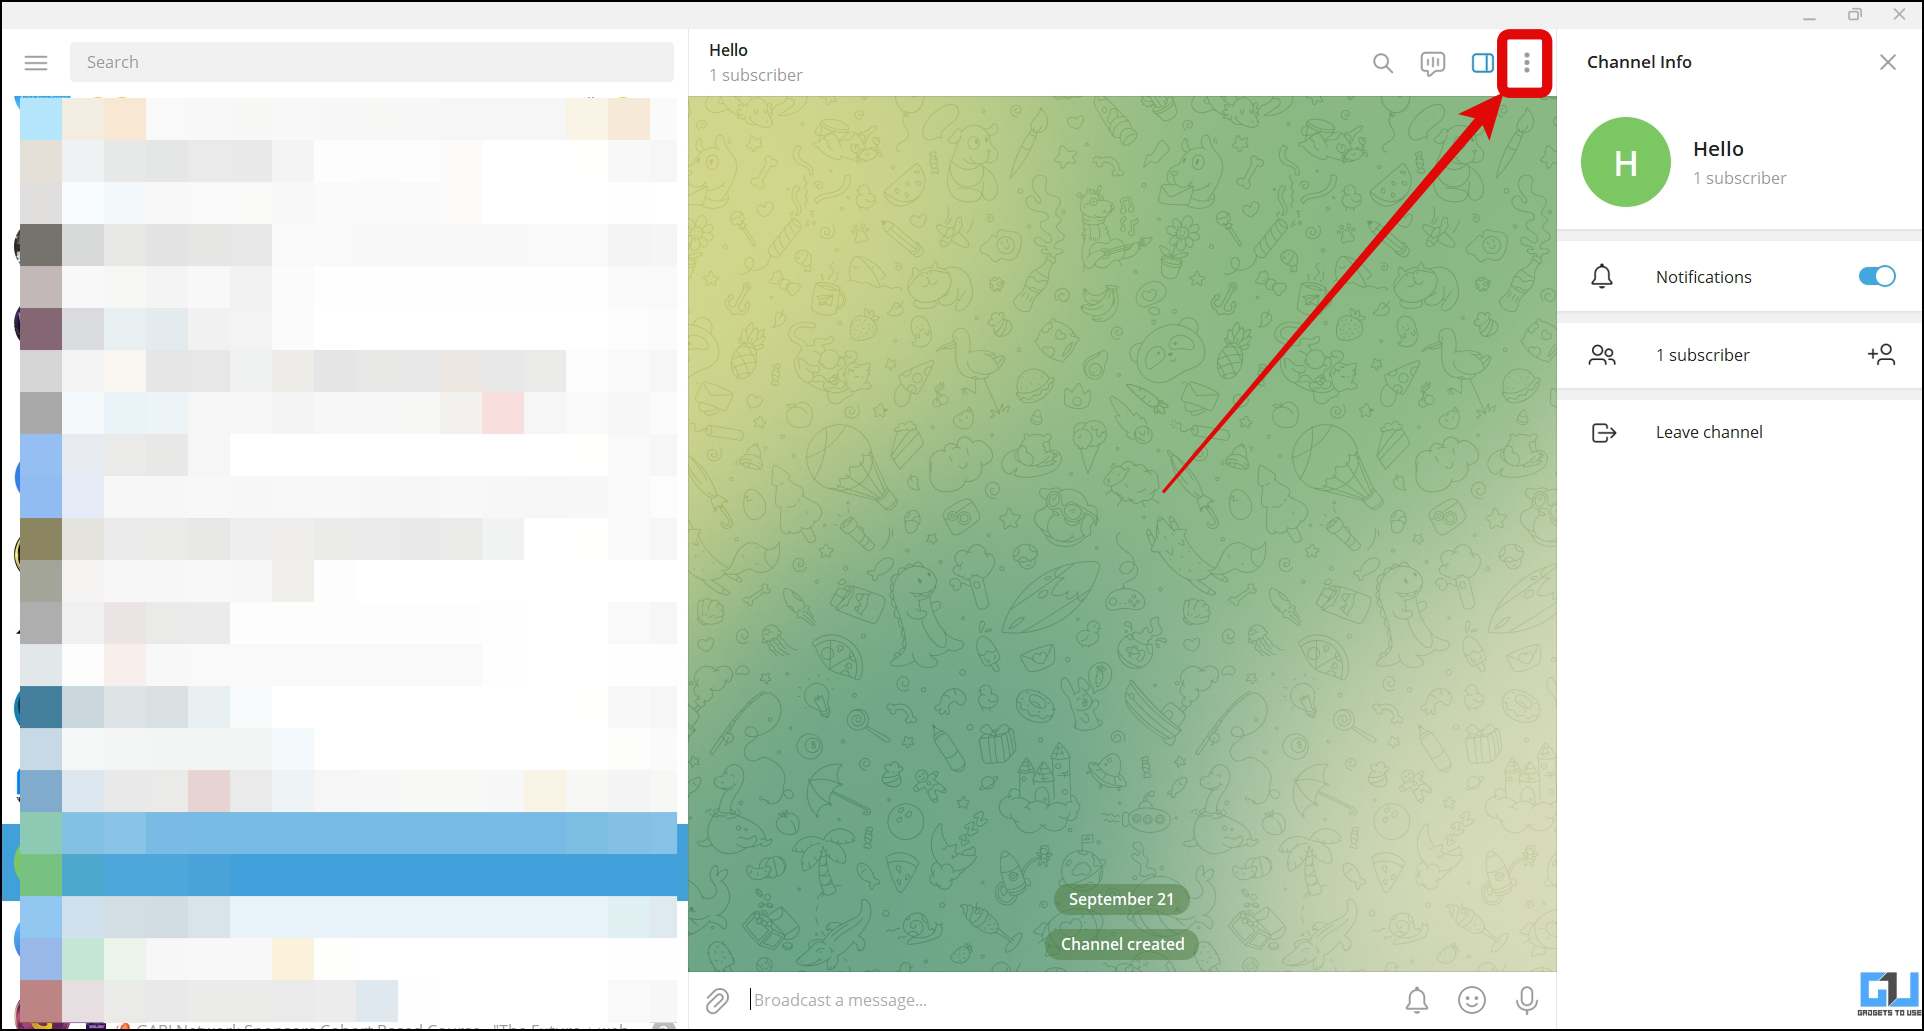 Search
Hello
1 subscriber
Channel Info
H
Hello
1 subscriber
Notifications
1 subscriber
Leave channel
September 21
Channel created
Broadcast a message...
GADGETS TO USE